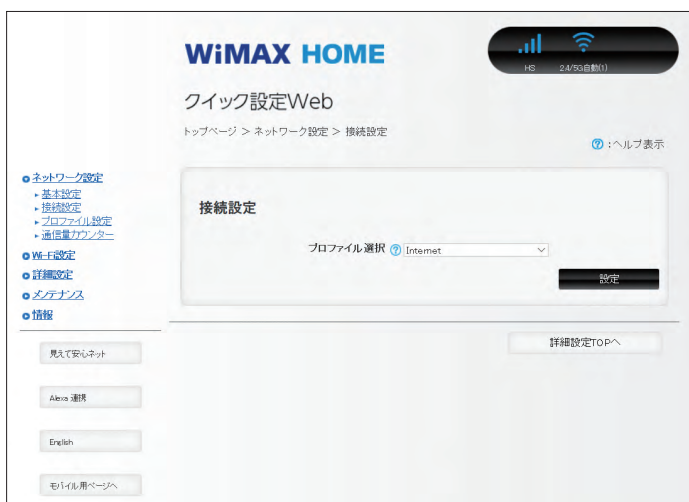 WiMAX HOME
HS 2.4/5G自動(1)
クイック設定Web
トップページ > ネットワーク設定 > 接続設定
?:ヘルプ表示
ネットワーク設定
基本設定
接続設定
プロファイル設定
通信量カウンター
Wi-Fi設定
詳細設定
メンテナンス
情報
見えて安心ネット
Alexa 連携
English
モバイル用ページへ
接続設定
プロファイル選択 ? Internet
設定
詳細設定TOPへ